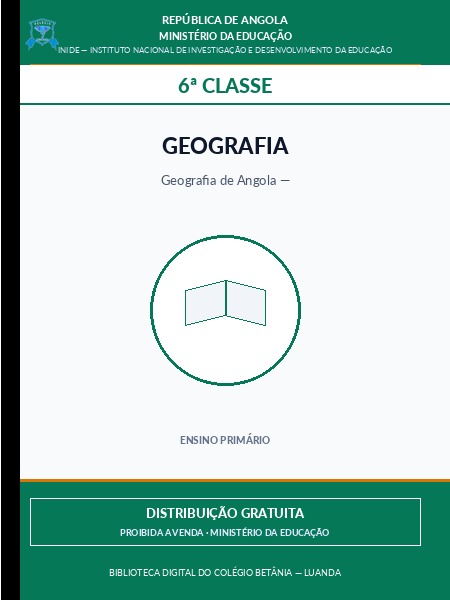 REPÚBLICA DE ANGOLA
MINISTÉRIO DA EDUCAÇÃO
INIDE — INSTITUTO NACIONAL DE INVESTIGAÇÃO E DESENVOLVIMENTO DA EDUCAÇÃO
6ª CLASSE
GEOGRAFIA
Geografia de Angola —
ENSINO PRIMÁRIO
DISTRIBUIÇÃO GRATUITA
PROIBIDA A VENDA · MINISTÉRIO DA EDUCAÇÃO
BIBLIOTECA DIGITAL DO COLÉGIO BETÂNIA — LUANDA